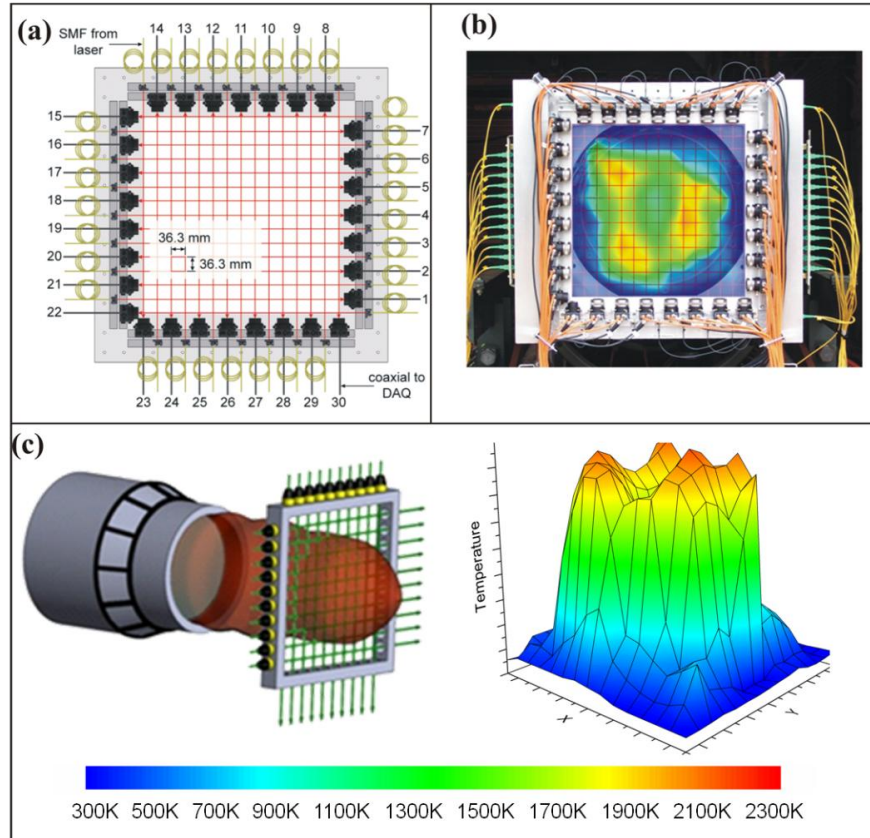 (a)
SMF from
laser
14 13 12 11 10 9 8
15
16
17
18
19
20
21
22
7
6
5
4
3
2
1
36.3 mm
36.3 mm
coaxial to
DAQ
23 24 25 26 27 28 29 30
(b)
(c)
Temperature
X
Y
300K 500K 700K 900K 1100K 1300K 1500K 1700K 1900K 2100K 2300K